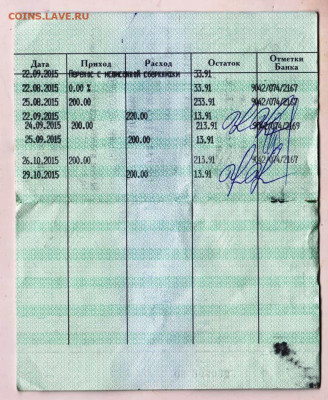 COINS.LAVE.RU
Дата Приход Расход Остаток Отметки Банка
22.09.2015 Перенос с исписанной сберкнижки 33.91
22.08.2015 0.00 % 33.91 9042/074/2167
25.08.2015 200.00 233.91 9042/074/2167
22.09.2015 220.00 13.91
24.09.2015 200.00 213.91 9042/074/2167
25.09.2015 200.00 13.91
26.10.2015 200.00 213.91 9042/074/2167
29.10.2015 200.00 13.91